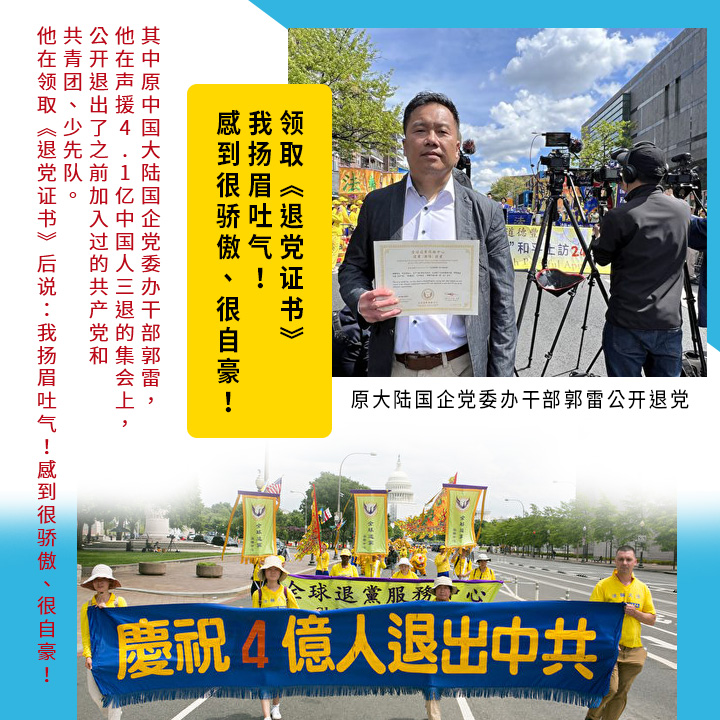 其中原中国大陆国企党委办干部郭雷，
他在声援4.1亿中国人三退的集会上，
公开退出了之前加入过的共产党和
共青团、少先队。
他在领取《退党证书》后说：我扬眉吐气！感到很骄傲、很自豪！
领取《退党证书》
我扬眉吐气！
感到很骄傲、很自豪！
原大陆国企党委办干部郭雷公开退党
全球退黨服務中心
慶祝4億人退出中共